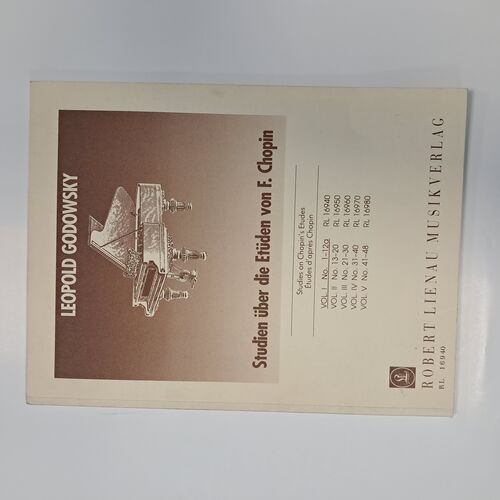 LEOPOLD GODOWSKY
Studien über die Etüden von F. Chopin
Studies on Chopin's Etudes
Etudes d'après Chopin
VOL. I No. 1–12a RL 16940
VOL. II No. 13–20 RL 16950
VOL. III No. 21–30 RL 16960
VOL. IV No. 31–40 RL 16970
VOL. V No. 41–48 RL 16980
ROBERT LIENAU MUSIKVERLAG
RL 16940